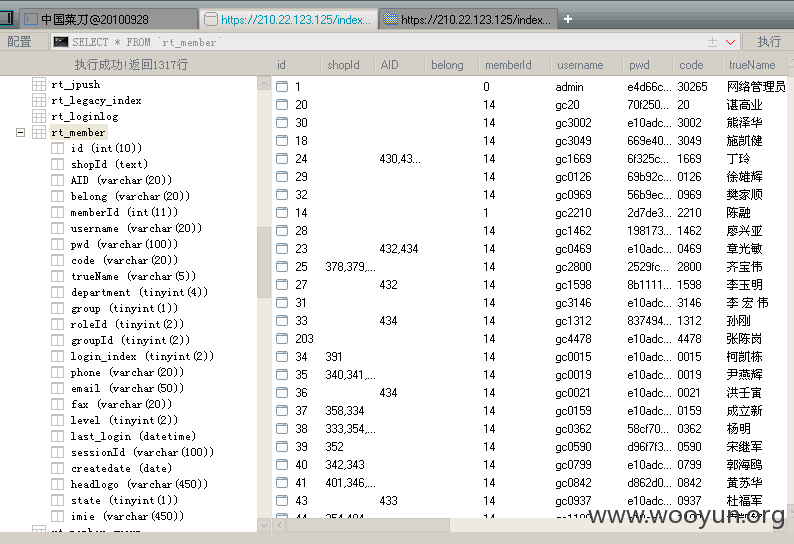 中国菜刀@20100928 https://210.22.123.125/index... https://210.22.123.125/index...
配置 SELECT * FROM `rt_member` 执行
执行成功!返回1317行
rt_jpush
rt_legacy_index
rt_loginlog
rt_member
id (int(10))
shopId (text)
AID (varchar(20))
belong (varchar(20))
memberId (int(11))
username (varchar(20))
pwd (varchar(100))
code (varchar(20))
trueName (varchar(5))
department (tinyint(4))
group (tinyint(1))
roleId (tinyint(2))
groupId (tinyint(2))
login_index (tinyint(2))
phone (varchar(20))
email (varchar(50))
fax (varchar(20))
level (tinyint(2))
last_login (datetime)
sessionId (varchar(100))
createdate (date)
headlogo (varchar(450))
state (tinyint(1))
imie (varchar(450))
id shopId AID belong memberId username pwd code trueName
1 0 admin e4d66c... 30265 网络管理员
20 14 gc20 70f250... 20 谌高业
30 14 gc3002 e10adc... 3002 熊泽华
18 14 gc3049 669e40... 3049 施凯健
24 430,43... 14 gc1669 6f325c... 1669 丁玲
29 14 gc0126 69b92c... 0126 徐雄辉
32 14 gc0969 56b9ec... 0969 樊家顺
14 1 gc2210 2d7de3... 2210 陈融
28 14 gc1462 198173... 1462 廖兴亚
23 432,434 14 gc0469 e10adc... 0469 章光敏
25 378,379,... 14 gc2800 2529fc... 2800 齐宝伟
27 432 14 gc1598 8b1111... 1598 李玉明
31 14 gc3146 e10adc... 3146 李 宏 伟
33 434 14 gc1312 837494... 1312 孙刚
203 14 gc4478 e10adc... 4478 张陈岗
34 391 14 gc0015 e10adc... 0015 柯凯栋
35 340,341,... 14 gc0019 e10adc... 0019 尹燕辉
36 434 14 gc0021 e10adc... 0021 洪壬寅
37 358,334 14 gc0159 e10adc... 0159 成立新
38 333,354,... 14 gc0362 58cf70... 0362 杨明
39 352 14 gc0590 d96f7f3... 0590 宋继军
40 342,343 14 gc0799 e10adc... 0799 郭海鸥
41 401,346,... 14 gc0842 d862d0... 0842 黄苏华
43 433 14 gc0937 e10adc... 0937 杜福军
www.wooyun.org